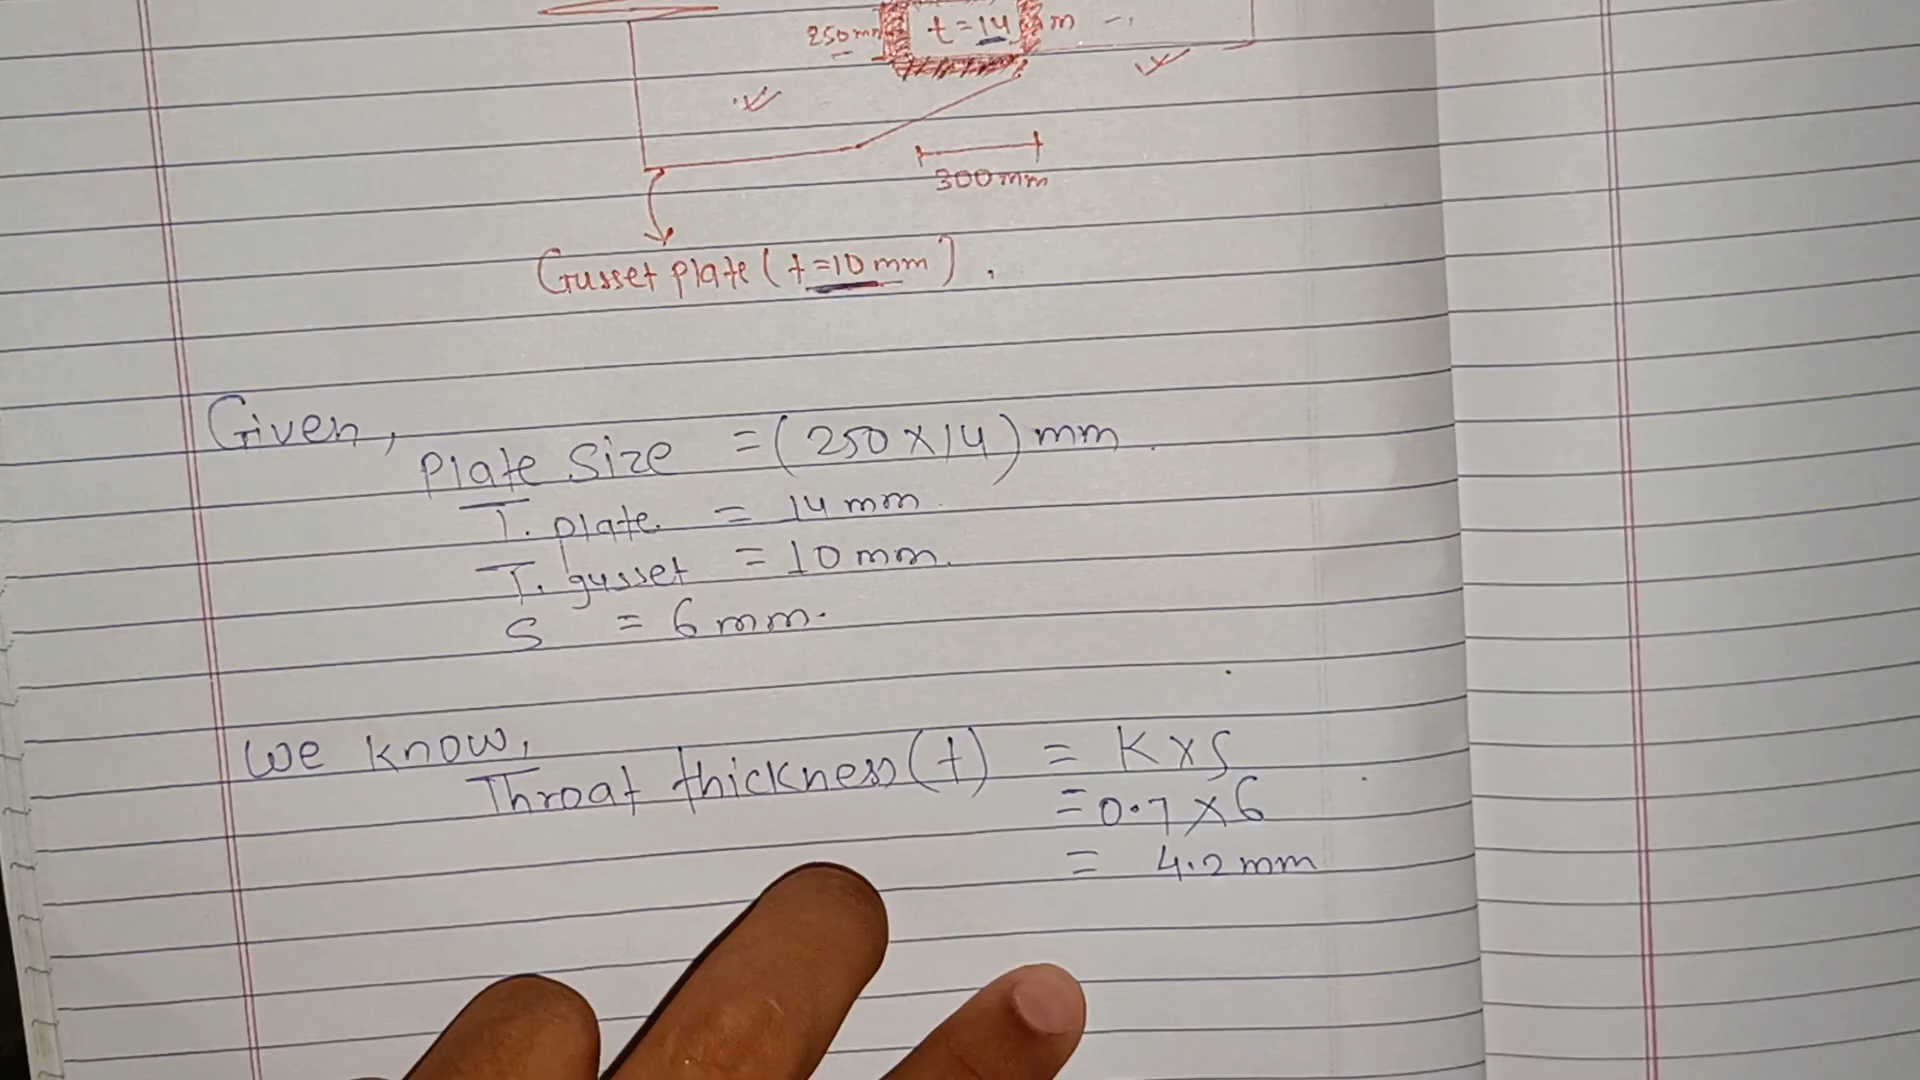 250mm t=14 m
300mm
Gusset plate (t=10mm).
Given,
Plate size = (250×14) mm.
T. plate. = 14 mm.
T. gusset = 10 mm.
S = 6 mm.
We know,
Throat thickness (t) = K×S
= 0.7×6
= 4.2 mm